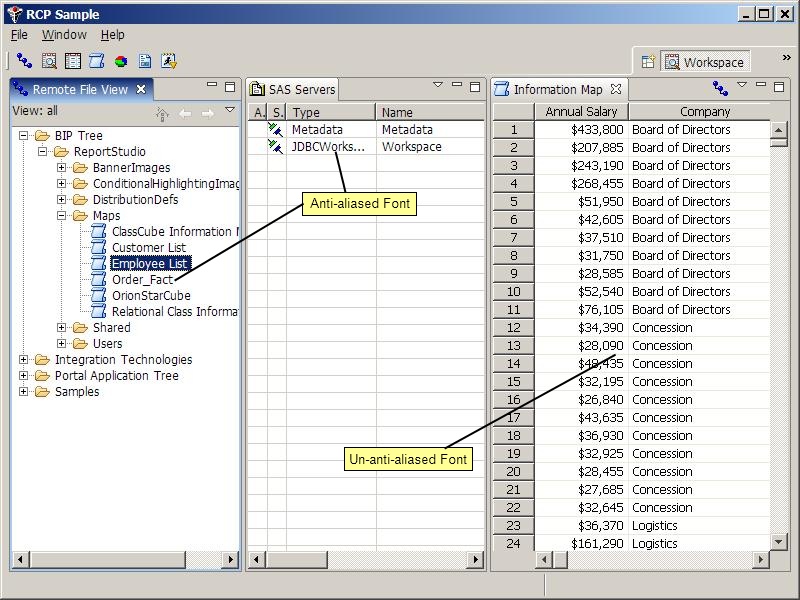 RCP Sample
File Window Help
Workspace
Remote File View
View: all
BIP Tree
ReportStudio
BannerImages
ConditionalHighlightingImag
DistributionDefs
Maps
ClassCube Information M
Customer List
Employee List
Order_Fact
OrionStarCube
Relational Class Informa
Shared
Users
Integration Technologies
Portal Application Tree
Samples
SAS Servers
A. S. Type Name
Metadata Metadata
JDBCWorks... Workspace
Anti-aliased Font
Un-anti-aliased Font
Information Map
Annual Salary Company
1 $433,800 Board of Directors
2 $207,885 Board of Directors
3 $243,190 Board of Directors
4 $268,455 Board of Directors
5 $51,950 Board of Directors
6 $42,605 Board of Directors
7 $37,510 Board of Directors
8 $31,750 Board of Directors
9 $28,585 Board of Directors
10 $52,540 Board of Directors
11 $76,105 Board of Directors
12 $34,390 Concession
13 $28,090 Concession
14 $48,435 Concession
15 $32,195 Concession
16 $26,840 Concession
17 $43,635 Concession
18 $36,930 Concession
19 $32,925 Concession
20 $28,455 Concession
21 $27,685 Concession
22 $32,645 Concession
23 $36,370 Logistics
24 $161,290 Logistics